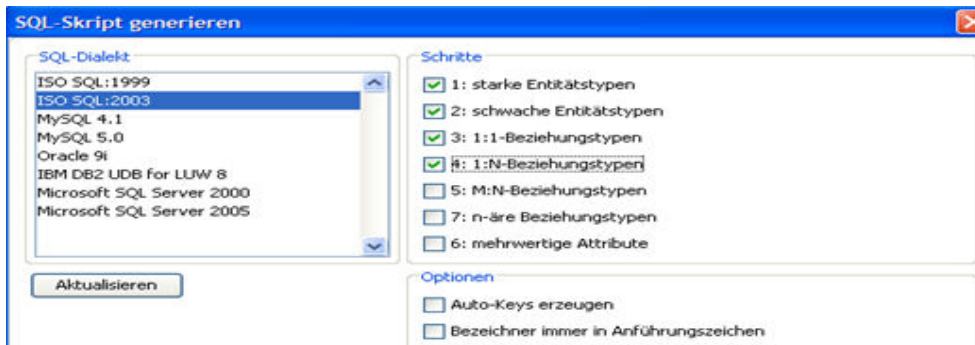 SQL-Skript generieren
SQL-Dialekt
ISO SQL:1999
ISO SQL:2003
MySQL 4.1
MySQL 5.0
Oracle 9i
IBM DB2 UDB for LUW 8
Microsoft SQL Server 2000
Microsoft SQL Server 2005
Aktualisieren
Schritte
1: starke Entitätstypen
2: schwache Entitätstypen
3: 1:1-Beziehungstypen
4: 1:N-Beziehungstypen
5: M:N-Beziehungstypen
7: n-äre Beziehungstypen
6: mehrwertige Attribute
Optionen
Auto-Keys erzeugen
Bezeichner immer in Anführungszeichen